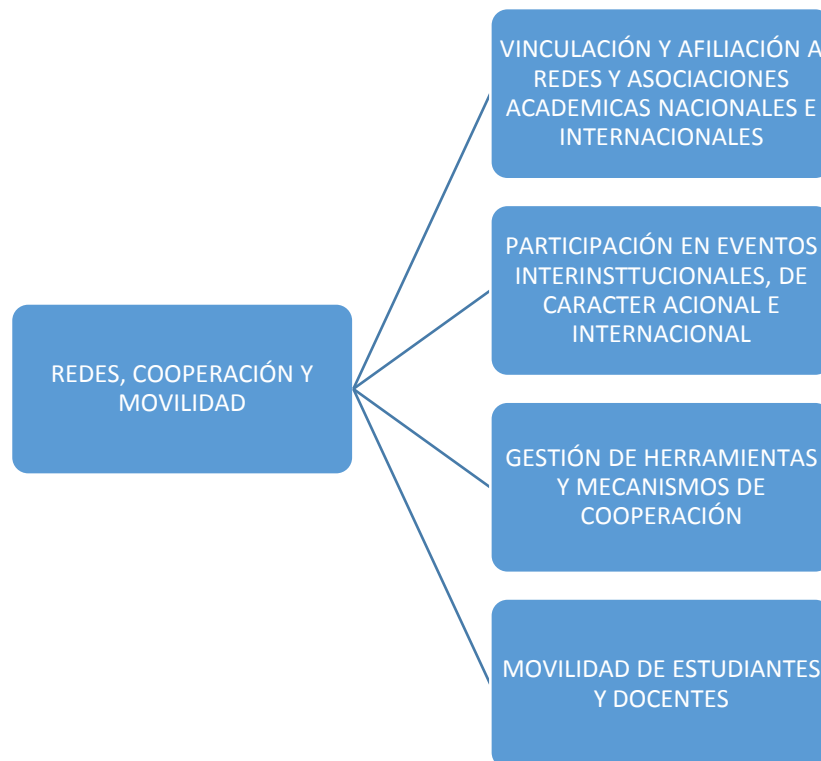 VINCULACIÓN Y AFILIACIÓN A
REDES Y ASOCIACIONES
ACADEMICAS NACIONALES E
INTERNACIONALES
PARTICIPACIÓN EN EVENTOS
INTERINSTTUCIONALES, DE
CARACTER ACIONAL E
INTERNACIONAL
REDES, COOPERACIÓN Y
MOVILIDAD
GESTIÓN DE HERRAMIENTAS
Y MECANISMOS DE
COOPERACIÓN
MOVILIDAD DE ESTUDIANTES
Y DOCENTES